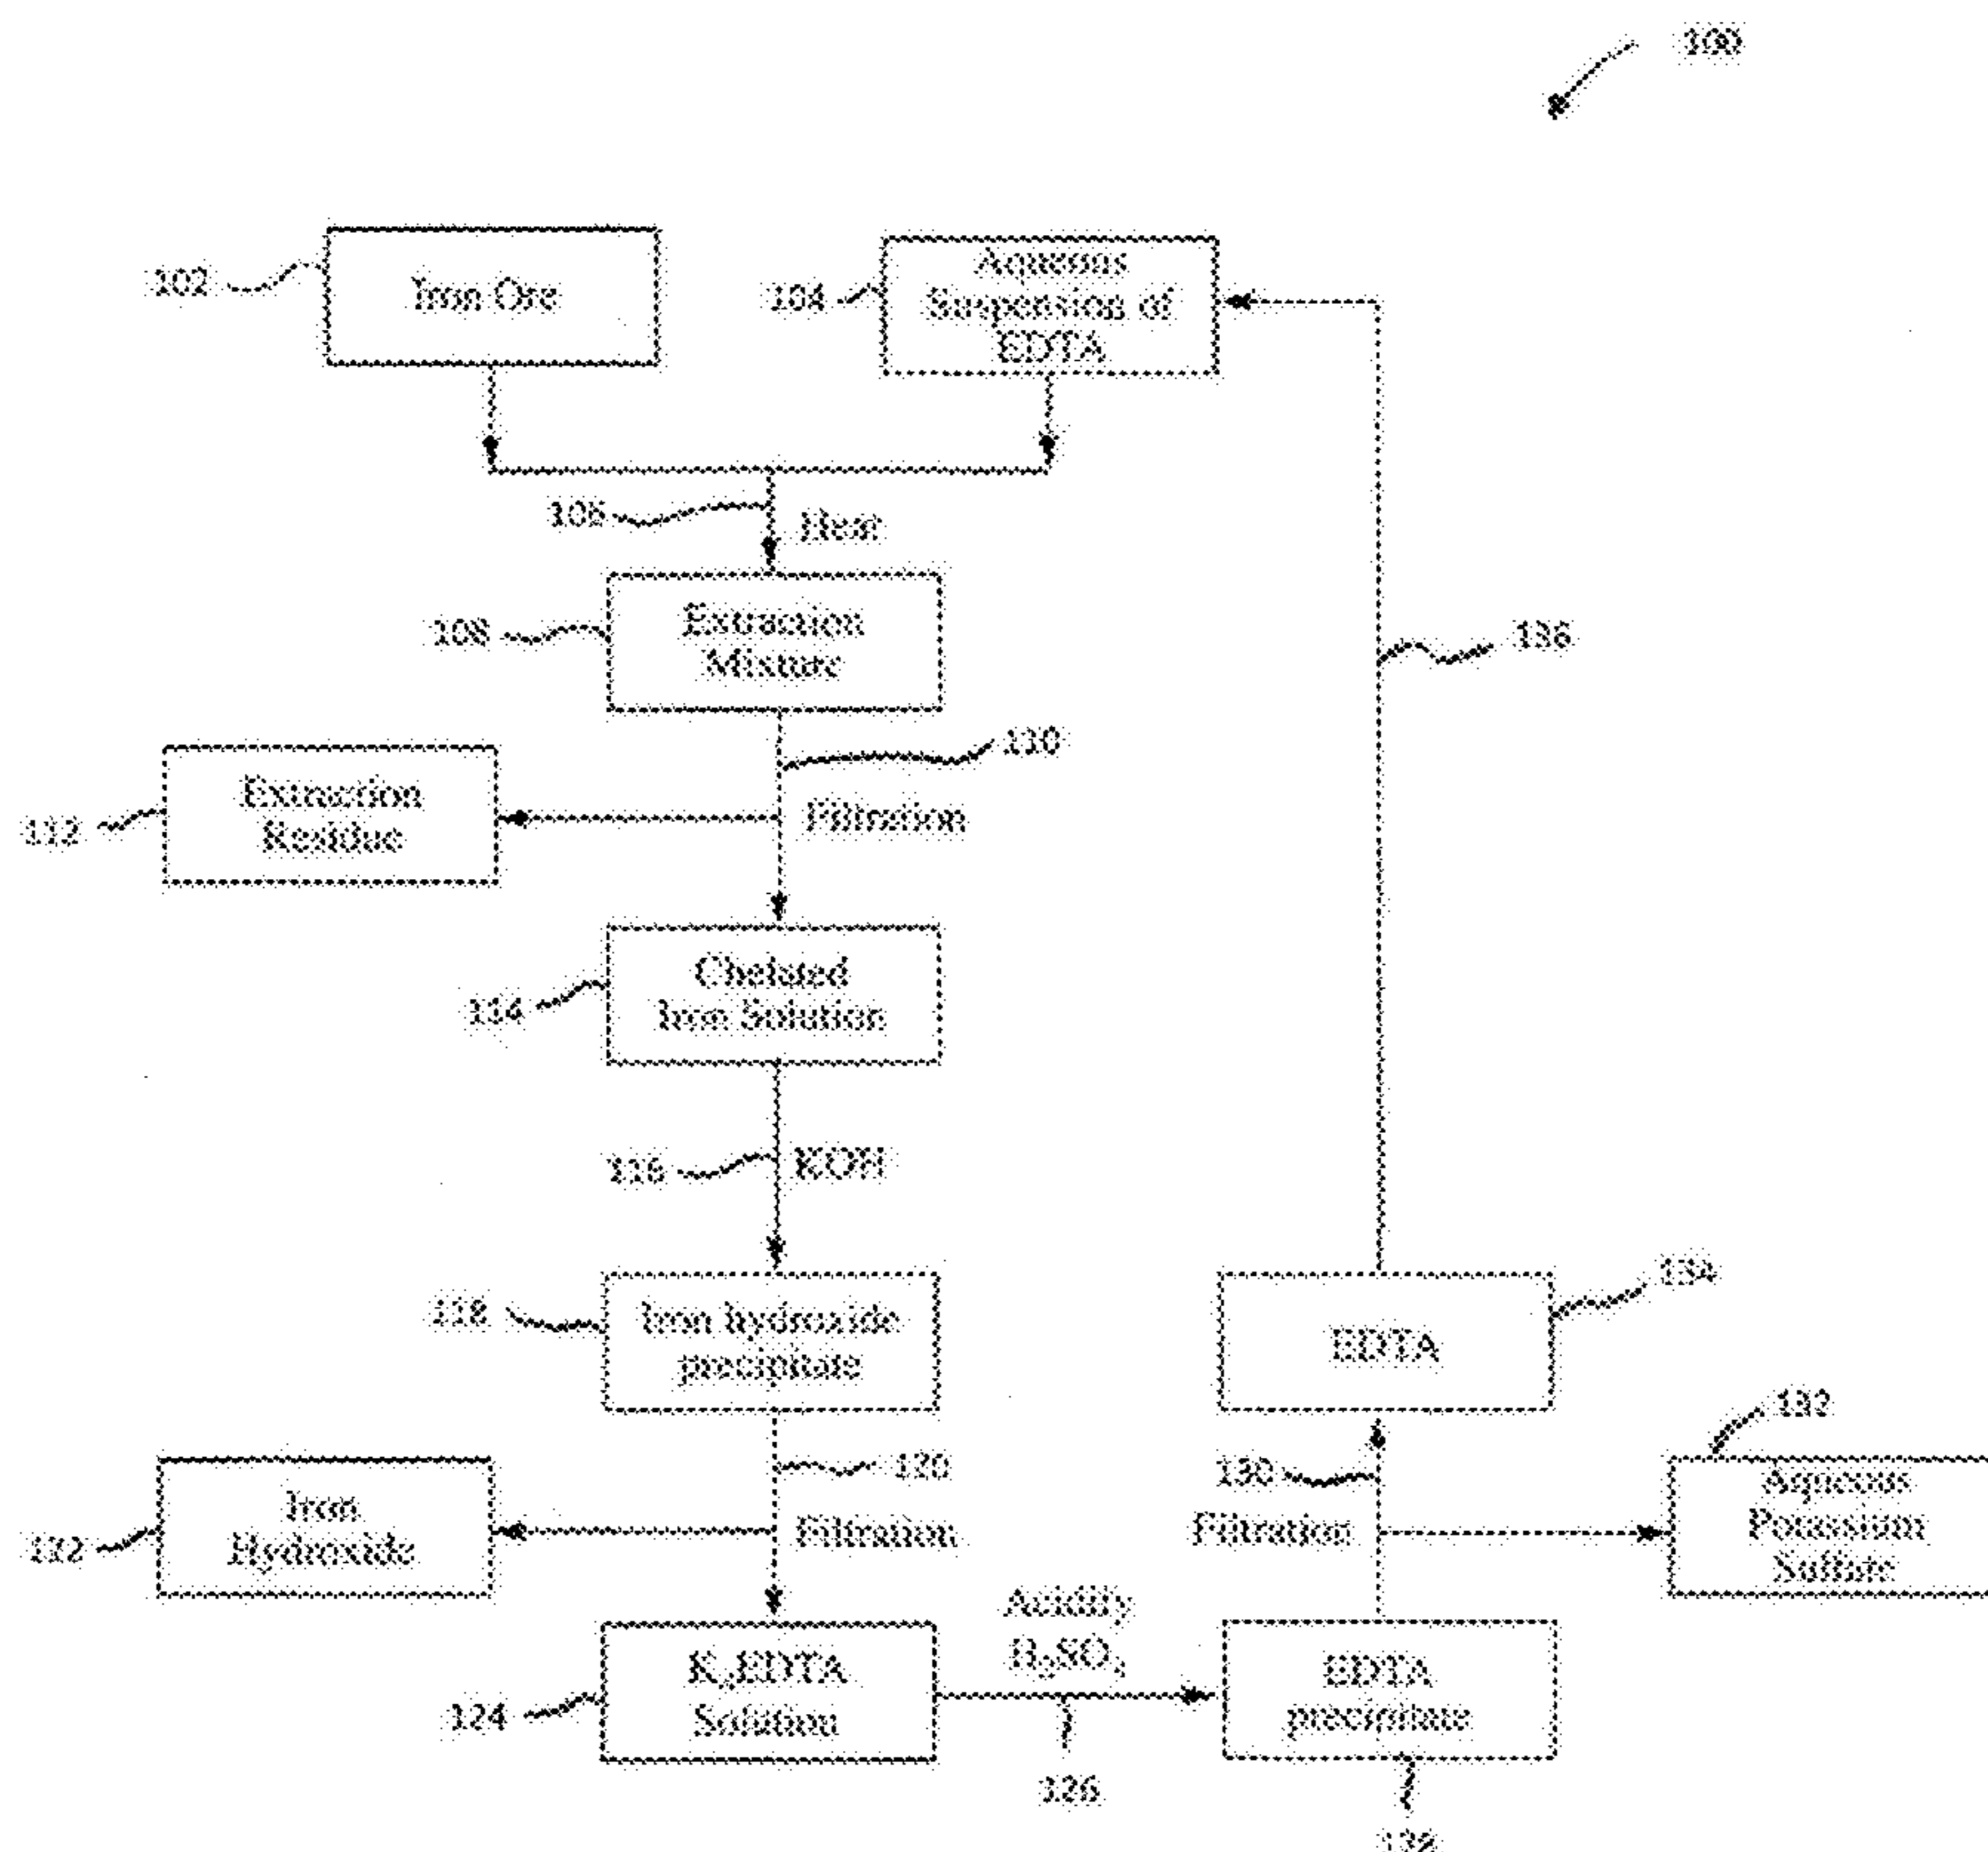 100
102
Iron Ore
104
Aqueous
Suspension of
EDTA
106
Heat
Extraction
Mixture
108
136
110
Extraction
Residue
112
Filtration
Chelated
Iron Solution
114
116
KOH
118
Iron hydroxide
precipitate
EDTA
134
120
130
132
Iron
Hydroxide
Filtration
Filtration
Aqueous
Potassium
Sulfate
Acidify
124
Solution
EDTA
precipitate
126